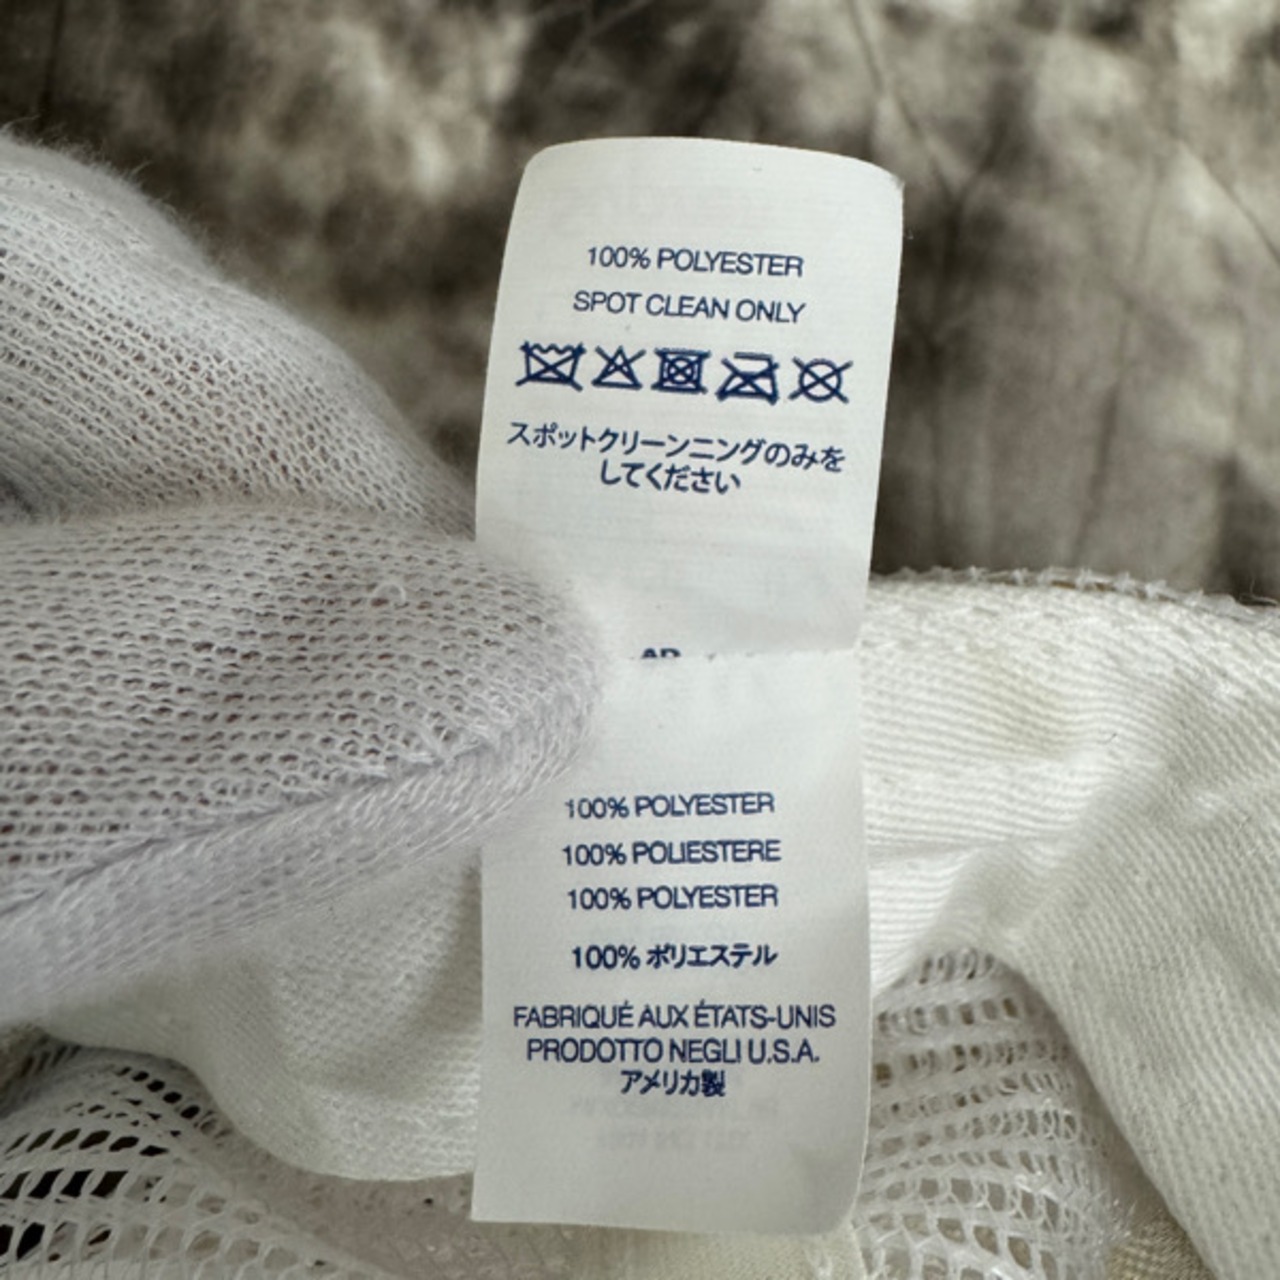 100% POLYESTER
SPOT CLEAN ONLY
スポットクリーンニングのみを
してください
100% POLYESTER
100% POLIESTERE
100% POLYESTER
100% ポリエステル
FABRIQUÉ AUX ÉTATS-UNIS
PRODOTTO NEGLI U.S.A.
アメリカ製